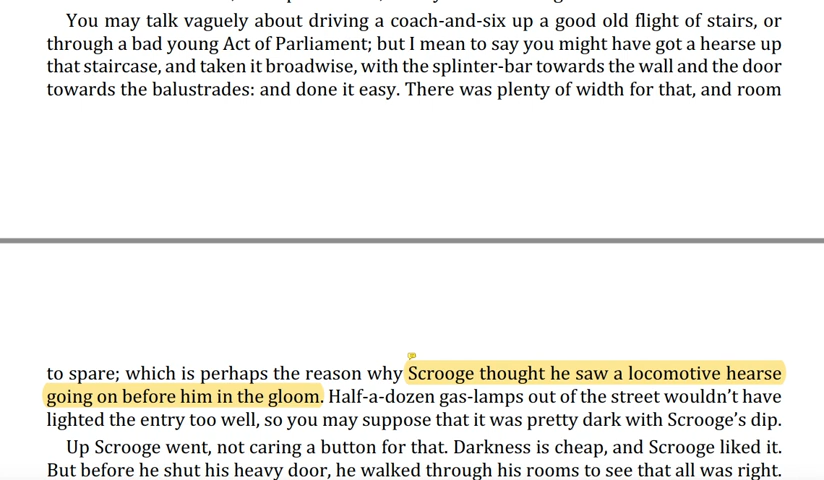 You may talk vaguely about driving a coach-and-six up a good old flight of stairs, or
through a bad young Act of Parliament; but I mean to say you might have got a hearse up
that staircase, and taken it broadwise, with the splinter-bar towards the wall and the door
towards the balustrades: and done it easy. There was plenty of width for that, and room
to spare; which is perhaps the reason why Scrooge thought he saw a locomotive hearse
going on before him in the gloom. Half-a-dozen gas-lamps out of the street wouldn’t have
lighted the entry too well, so you may suppose that it was pretty dark with Scrooge’s dip.
Up Scrooge went, not caring a button for that. Darkness is cheap, and Scrooge liked it.
But before he shut his heavy door, he walked through his rooms to see that all was right.